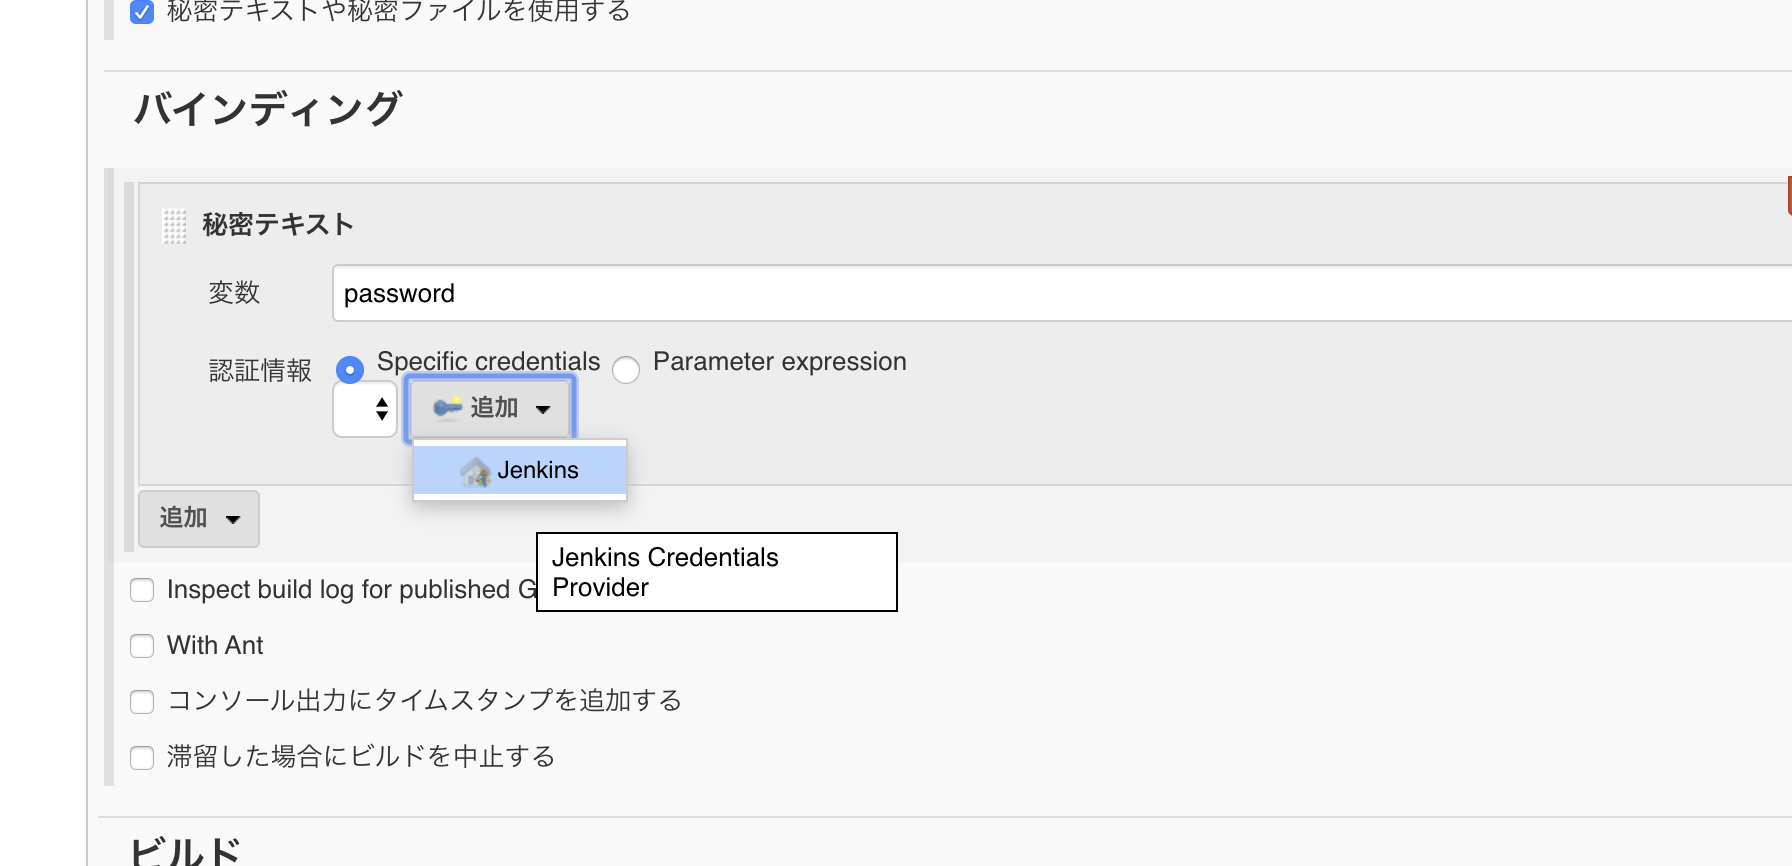 秘密テキストや秘密ファイルを使用する
バインディング
秘密テキスト
変数 password
認証情報 Specific credentials Parameter expression
追加
Jenkins
追加
Jenkins Credentials
Provider
Inspect build log for published G
With Ant
コンソール出力にタイムスタンプを追加する
滞留した場合にビルドを中止する
ビルド